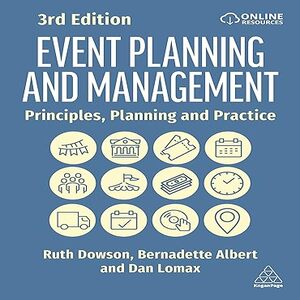 3rd Edition
ONLINE
RESOURCES
EVENT PLANNING
AND MANAGEMENT
Principles, Planning and Practice
Ruth Dowson, Bernadette Albert
and Dan Lomax
KoganPage